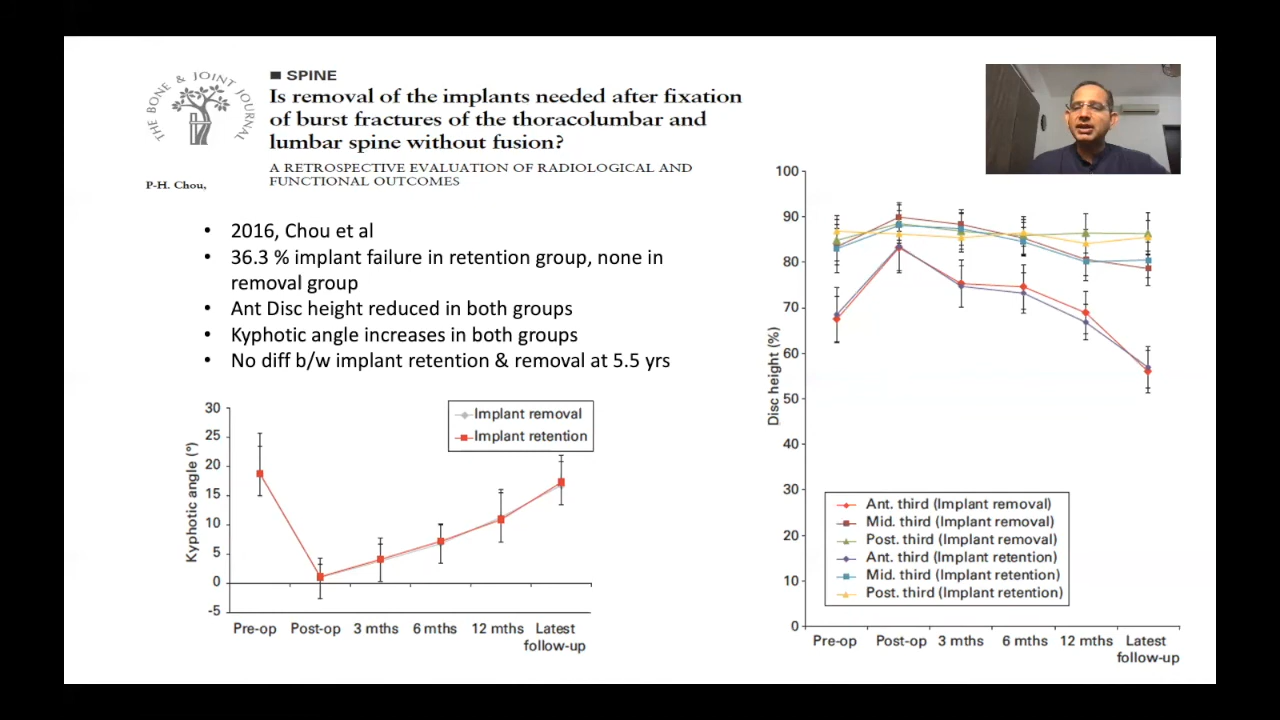 THE BONE & JOINT JOURNAL
■ SPINE
Is removal of the implants needed after fixation
of burst fractures of the thoracolumbar and
lumbar spine without fusion?
A RETROSPECTIVE EVALUATION OF RADIOLOGICAL AND
FUNCTIONAL OUTCOMES
P-H. Chou,
• 2016, Chou et al
• 36.3 % implant failure in retention group, none in
removal group
• Ant Disc height reduced in both groups
• Kyphotic angle increases in both groups
• No diff b/w implant retention & removal at 5.5 yrs
Kyphotic angle (°)
30
25
20
15
10
5
0
-5
Implant removal
Implant retention
Pre-op Post-op 3 mths 6 mths 12 mths Latest
follow-up
Disc height (%)
100
90
80
70
60
50
40
30
20
10
0
Ant. third (Implant removal)
Mid. third (Implant removal)
Post. third (Implant removal)
Ant. third (Implant retention)
Mid. third (Implant retention)
Post. third (Implant retention)
Pre-op Post-op 3 mths 6 mths 12 mths Latest
follow-up